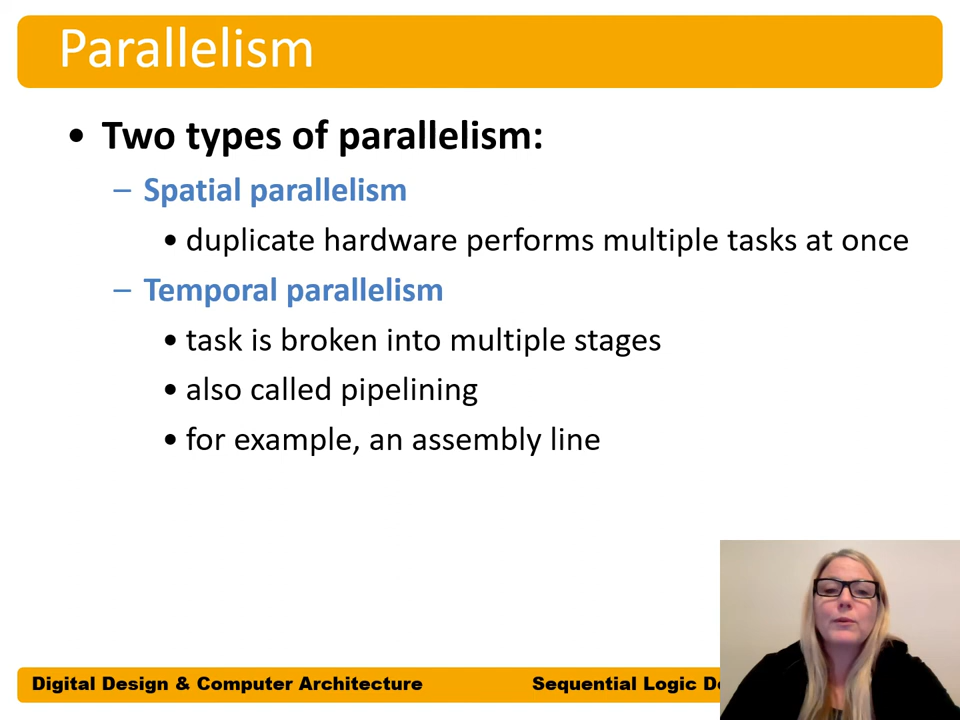 Parallelism
• Two types of parallelism:
– Spatial parallelism
• duplicate hardware performs multiple tasks at once
– Temporal parallelism
• task is broken into multiple stages
• also called pipelining
• for example, an assembly line
Digital Design & Computer Architecture
Sequential Logic